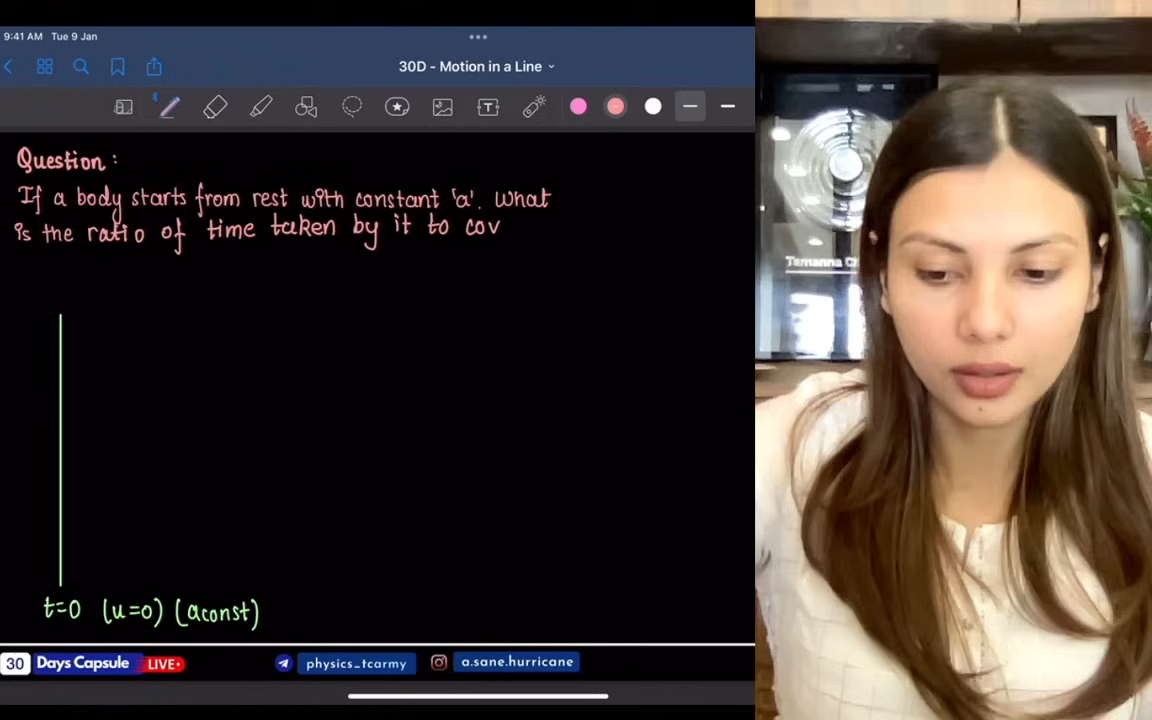 9:41 AM Tue 9 Jan
30D - Motion in a Line
T
Question:
If a body starts from rest with constant 'a'. What
is the ratio of time taken by it to cov
Tamanna C
t=0 (u=0) (a const)
30 Days Capsule LIVE physics_tcarmy a.sane.hurricane